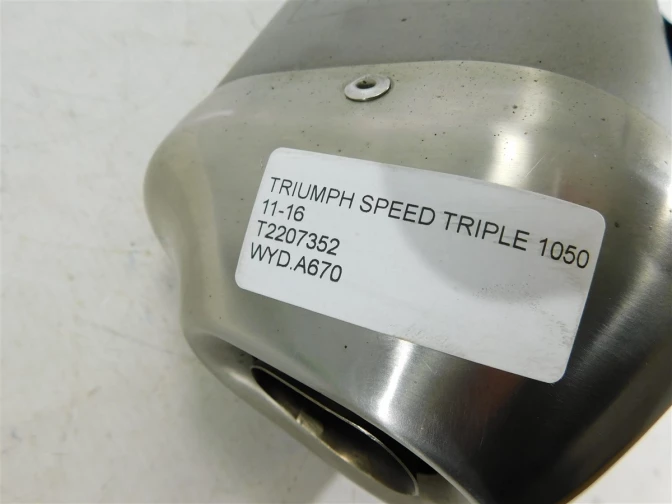 TRIUMPH SPEED TRIPLE 1050
11-16
T2207352
WYD.A670